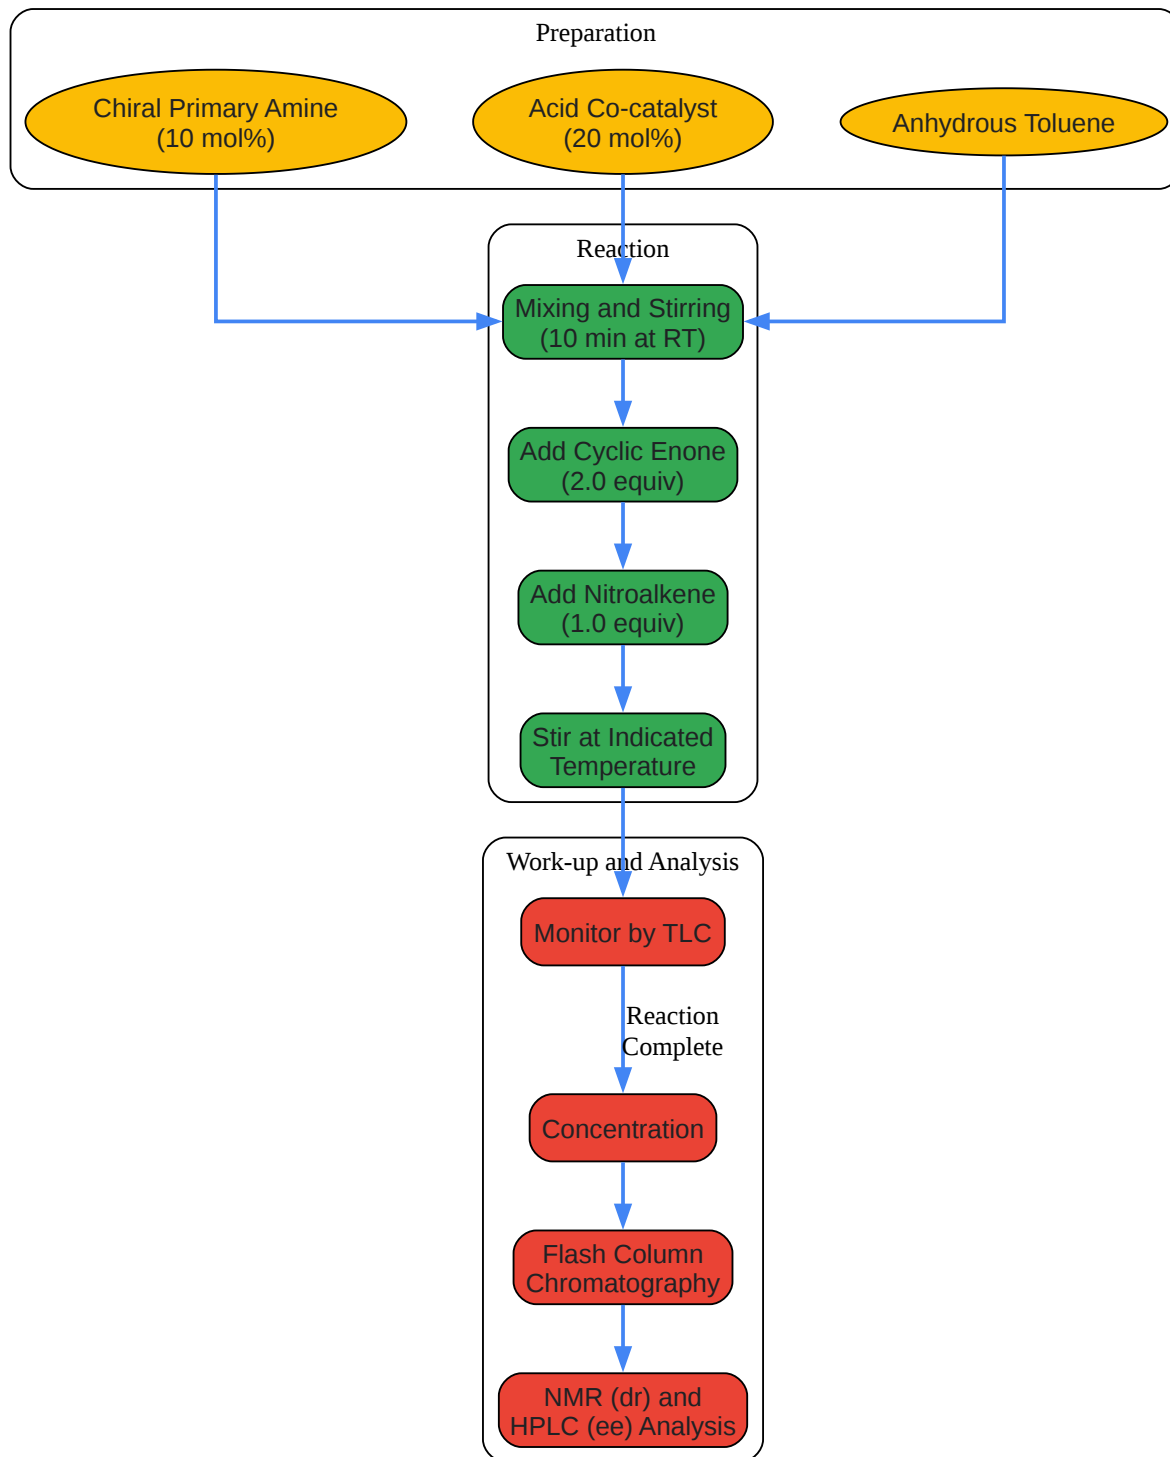 Preparation
Chiral Primary Amine
(10 mol%)
Acid Co-catalyst
(20 mol%)
Anhydrous Toluene
Reaction
Mixing and Stirring
(10 min at RT)
Add Cyclic Enone
(2.0 equiv)
Add Nitroalkene
(1.0 equiv)
Stir at Indicated
Temperature
Work-up and Analysis
Monitor by TLC
Reaction
Complete
Concentration
Flash Column
Chromatography
NMR (dr) and
HPLC (ee) Analysis